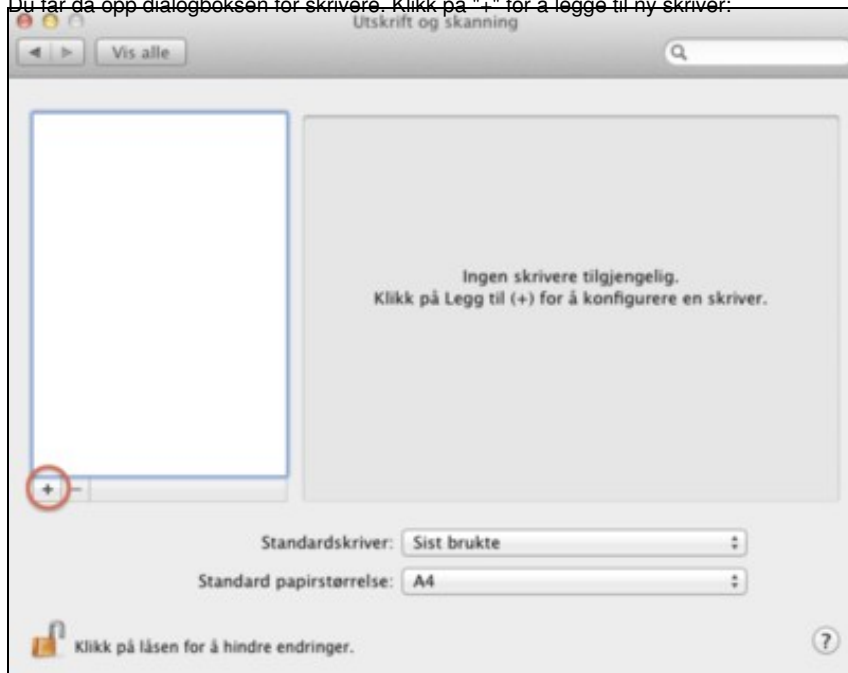 Du får da opp dialogboksen for skrivere. Klikk på "+" for å legge til ny skriver:
Utskrift og skanning
Vis alle
Ingen skrivere tilgjengelig.
Klikk på Legg til (+) for å konfigurere en skriver.
+ −
Standardskriver: Sist brukte
Standard papirstørrelse: A4
Klikk på låsen for å hindre endringer.
?